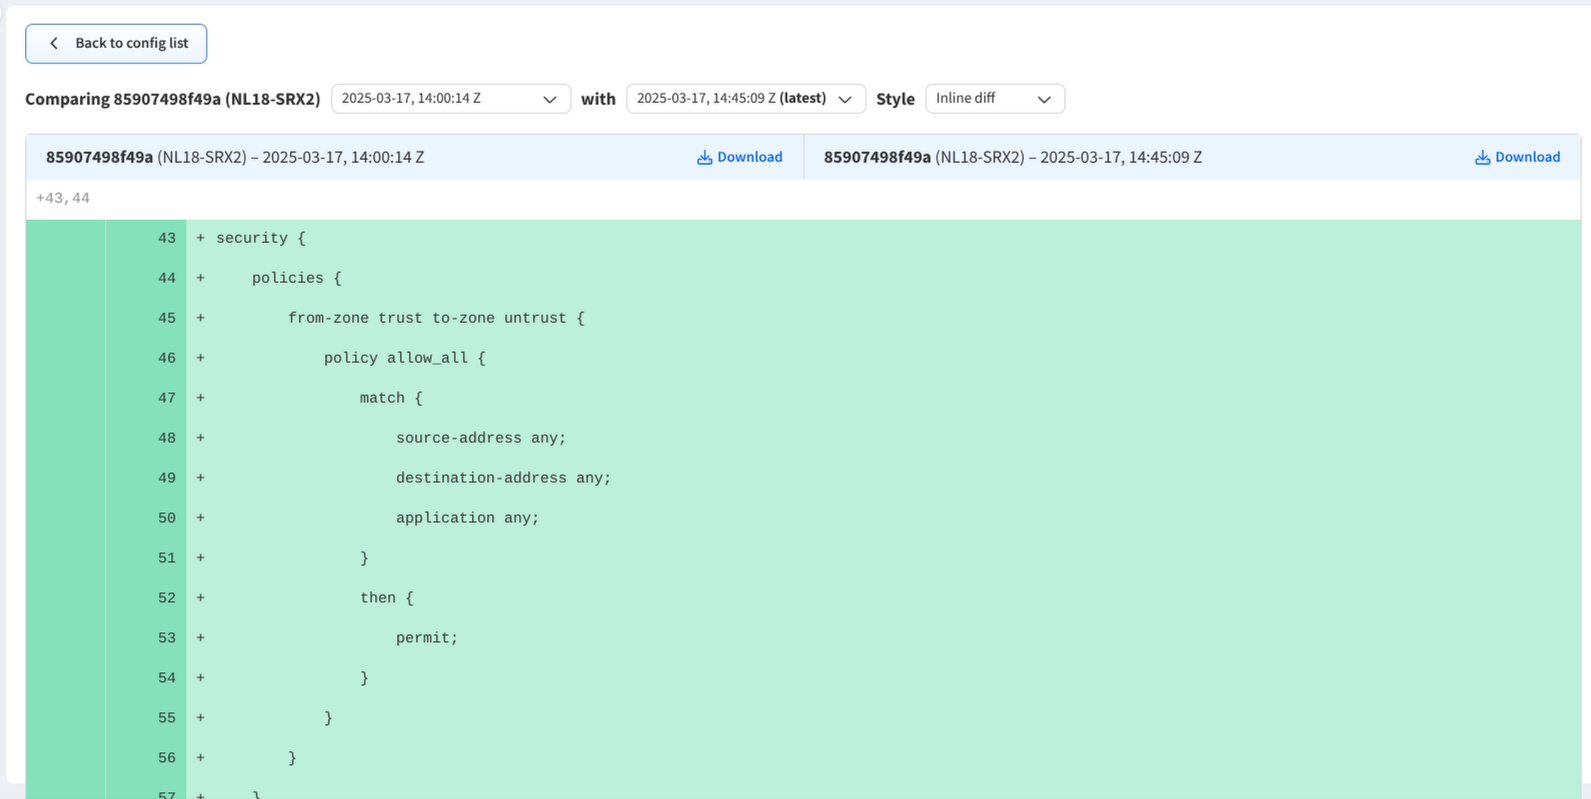 Back to config list
Comparing 85907498f49a (NL18-SRX2) 2025-03-17, 14:00:14 Z with 2025-03-17, 14:45:09 Z (latest) Style Inline diff
85907498f49a (NL18-SRX2) – 2025-03-17, 14:00:14 Z Download 85907498f49a (NL18-SRX2) – 2025-03-17, 14:45:09 Z Download
+43,44
43 + security {
44 +     policies {
45 +         from-zone trust to-zone untrust {
46 +             policy allow_all {
47 +                 match {
48 +                     source-address any;
49 +                     destination-address any;
50 +                     application any;
51 +                 }
52 +                 then {
53 +                     permit;
54 +                 }
55 +             }
56 +         }
57 +     }